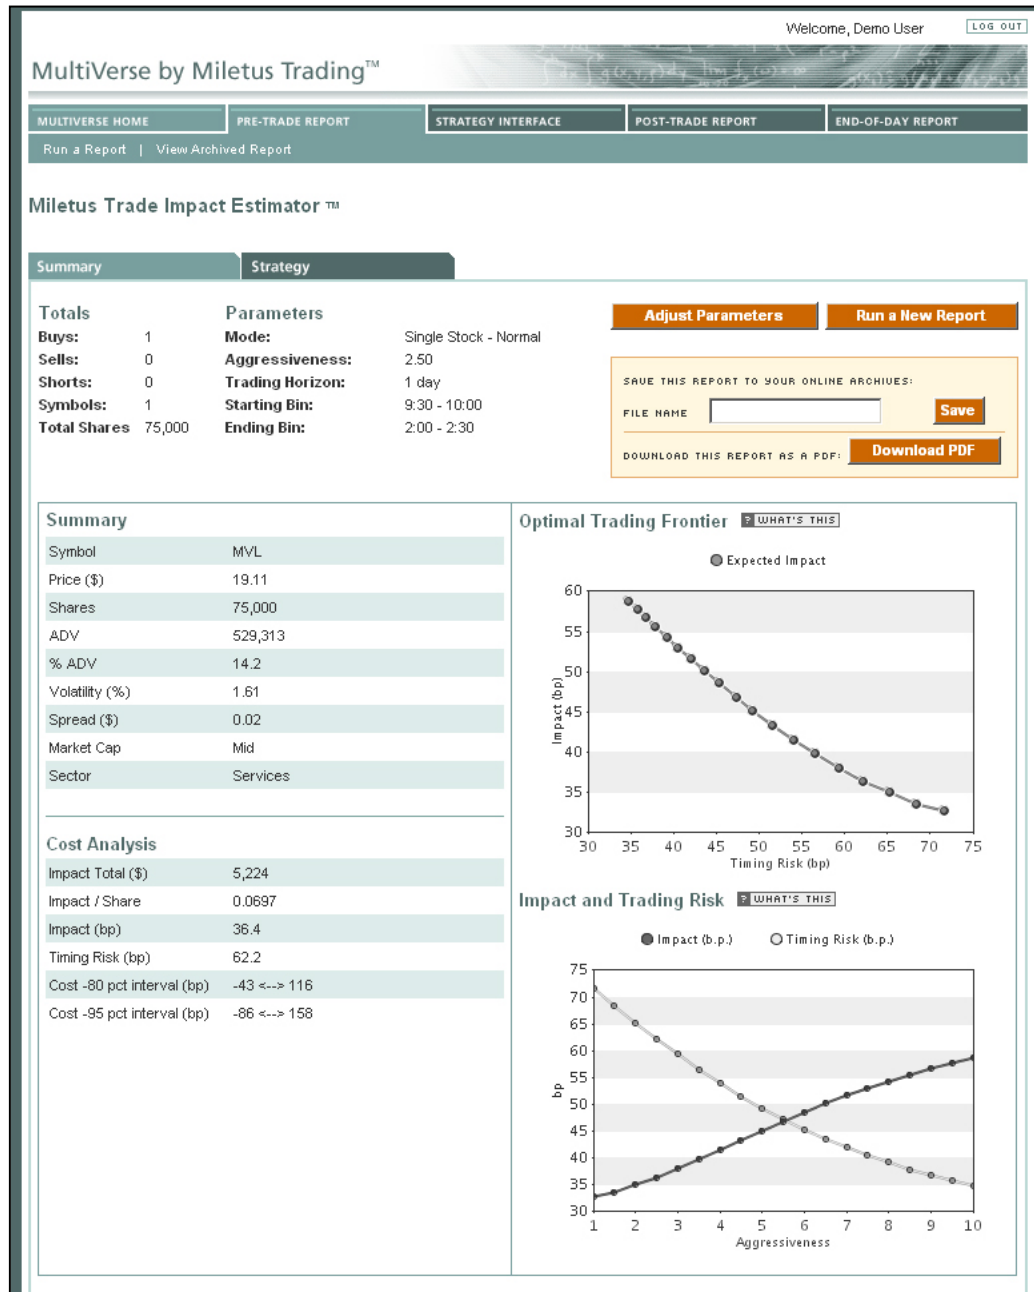 Welcome, Demo User LOG OUT
MultiVerse by Miletus Trading™
MULTIVERSE HOME PRE-TRADE REPORT STRATEGY INTERFACE POST-TRADE REPORT END-OF-DAY REPORT
Run a Report | View Archived Report
Miletus Trade Impact Estimator ™
Summary Strategy
Totals Parameters
Buys: 1 Mode: Single Stock - Normal
Sells: 0 Aggressiveness: 2.50
Shorts: 0 Trading Horizon: 1 day
Symbols: 1 Starting Bin: 9:30 - 10:00
Total Shares 75,000 Ending Bin: 2:00 - 2:30
Adjust Parameters Run a New Report
SAVE THIS REPORT TO YOUR ONLINE ARCHIVES:
FILE NAME Save
DOWNLOAD THIS REPORT AS A PDF: Download PDF
Summary
Symbol MVL
Price ($) 19.11
Shares 75,000
ADV 529,313
% ADV 14.2
Volatility (%) 1.61
Spread ($) 0.02
Market Cap Mid
Sector Services
Cost Analysis
Impact Total ($) 5,224
Impact / Share 0.0697
Impact (bp) 36.4
Timing Risk (bp) 62.2
Cost -80 pct interval (bp) -43 <--> 116
Cost -95 pct interval (bp) -86 <--> 158
Optimal Trading Frontier ? WHAT'S THIS
Expected Impact
60
55
50
45
40
35
30
Impact (bp)
30 35 40 45 50 55 60 65 70 75
Timing Risk (bp)
Impact and Trading Risk ? WHAT'S THIS
Impact (b.p.) Timing Risk (b.p.)
75
70
65
60
55
50
45
40
35
30
bp
1 2 3 4 5 6 7 8 9 10
Aggressiveness